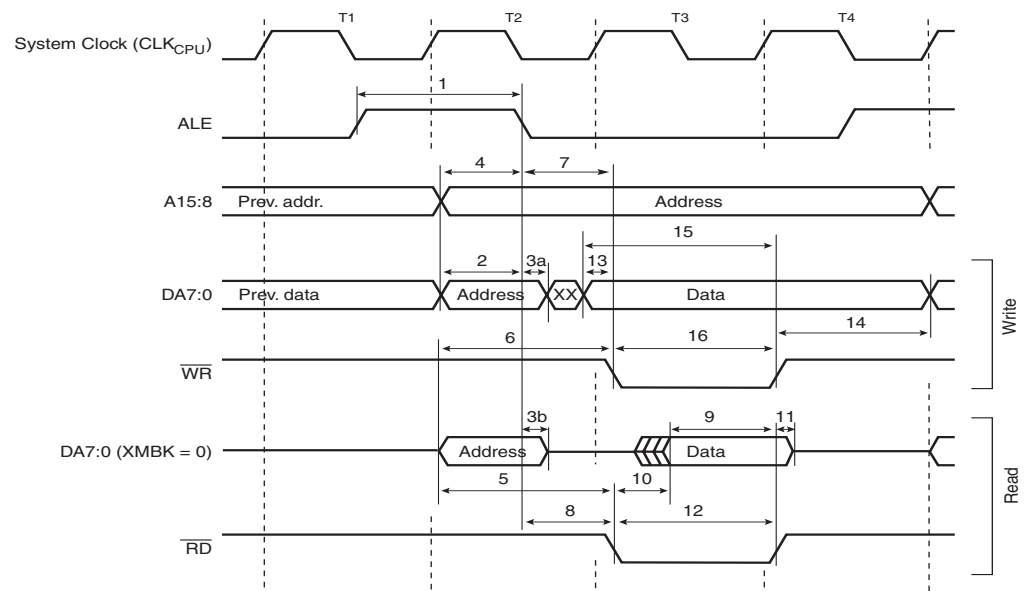 T1 T2 T3 T4
System Clock (CLKCPU)
1
ALE
4 7
A15:8 Prev. addr. Address
15
2 3a 13
DA7:0 Prev. data Address XX Data
14
6 16
WR
Write
3b 9 11
DA7:0 (XMBK = 0) Address Data
5 10
8 12
RD
Read